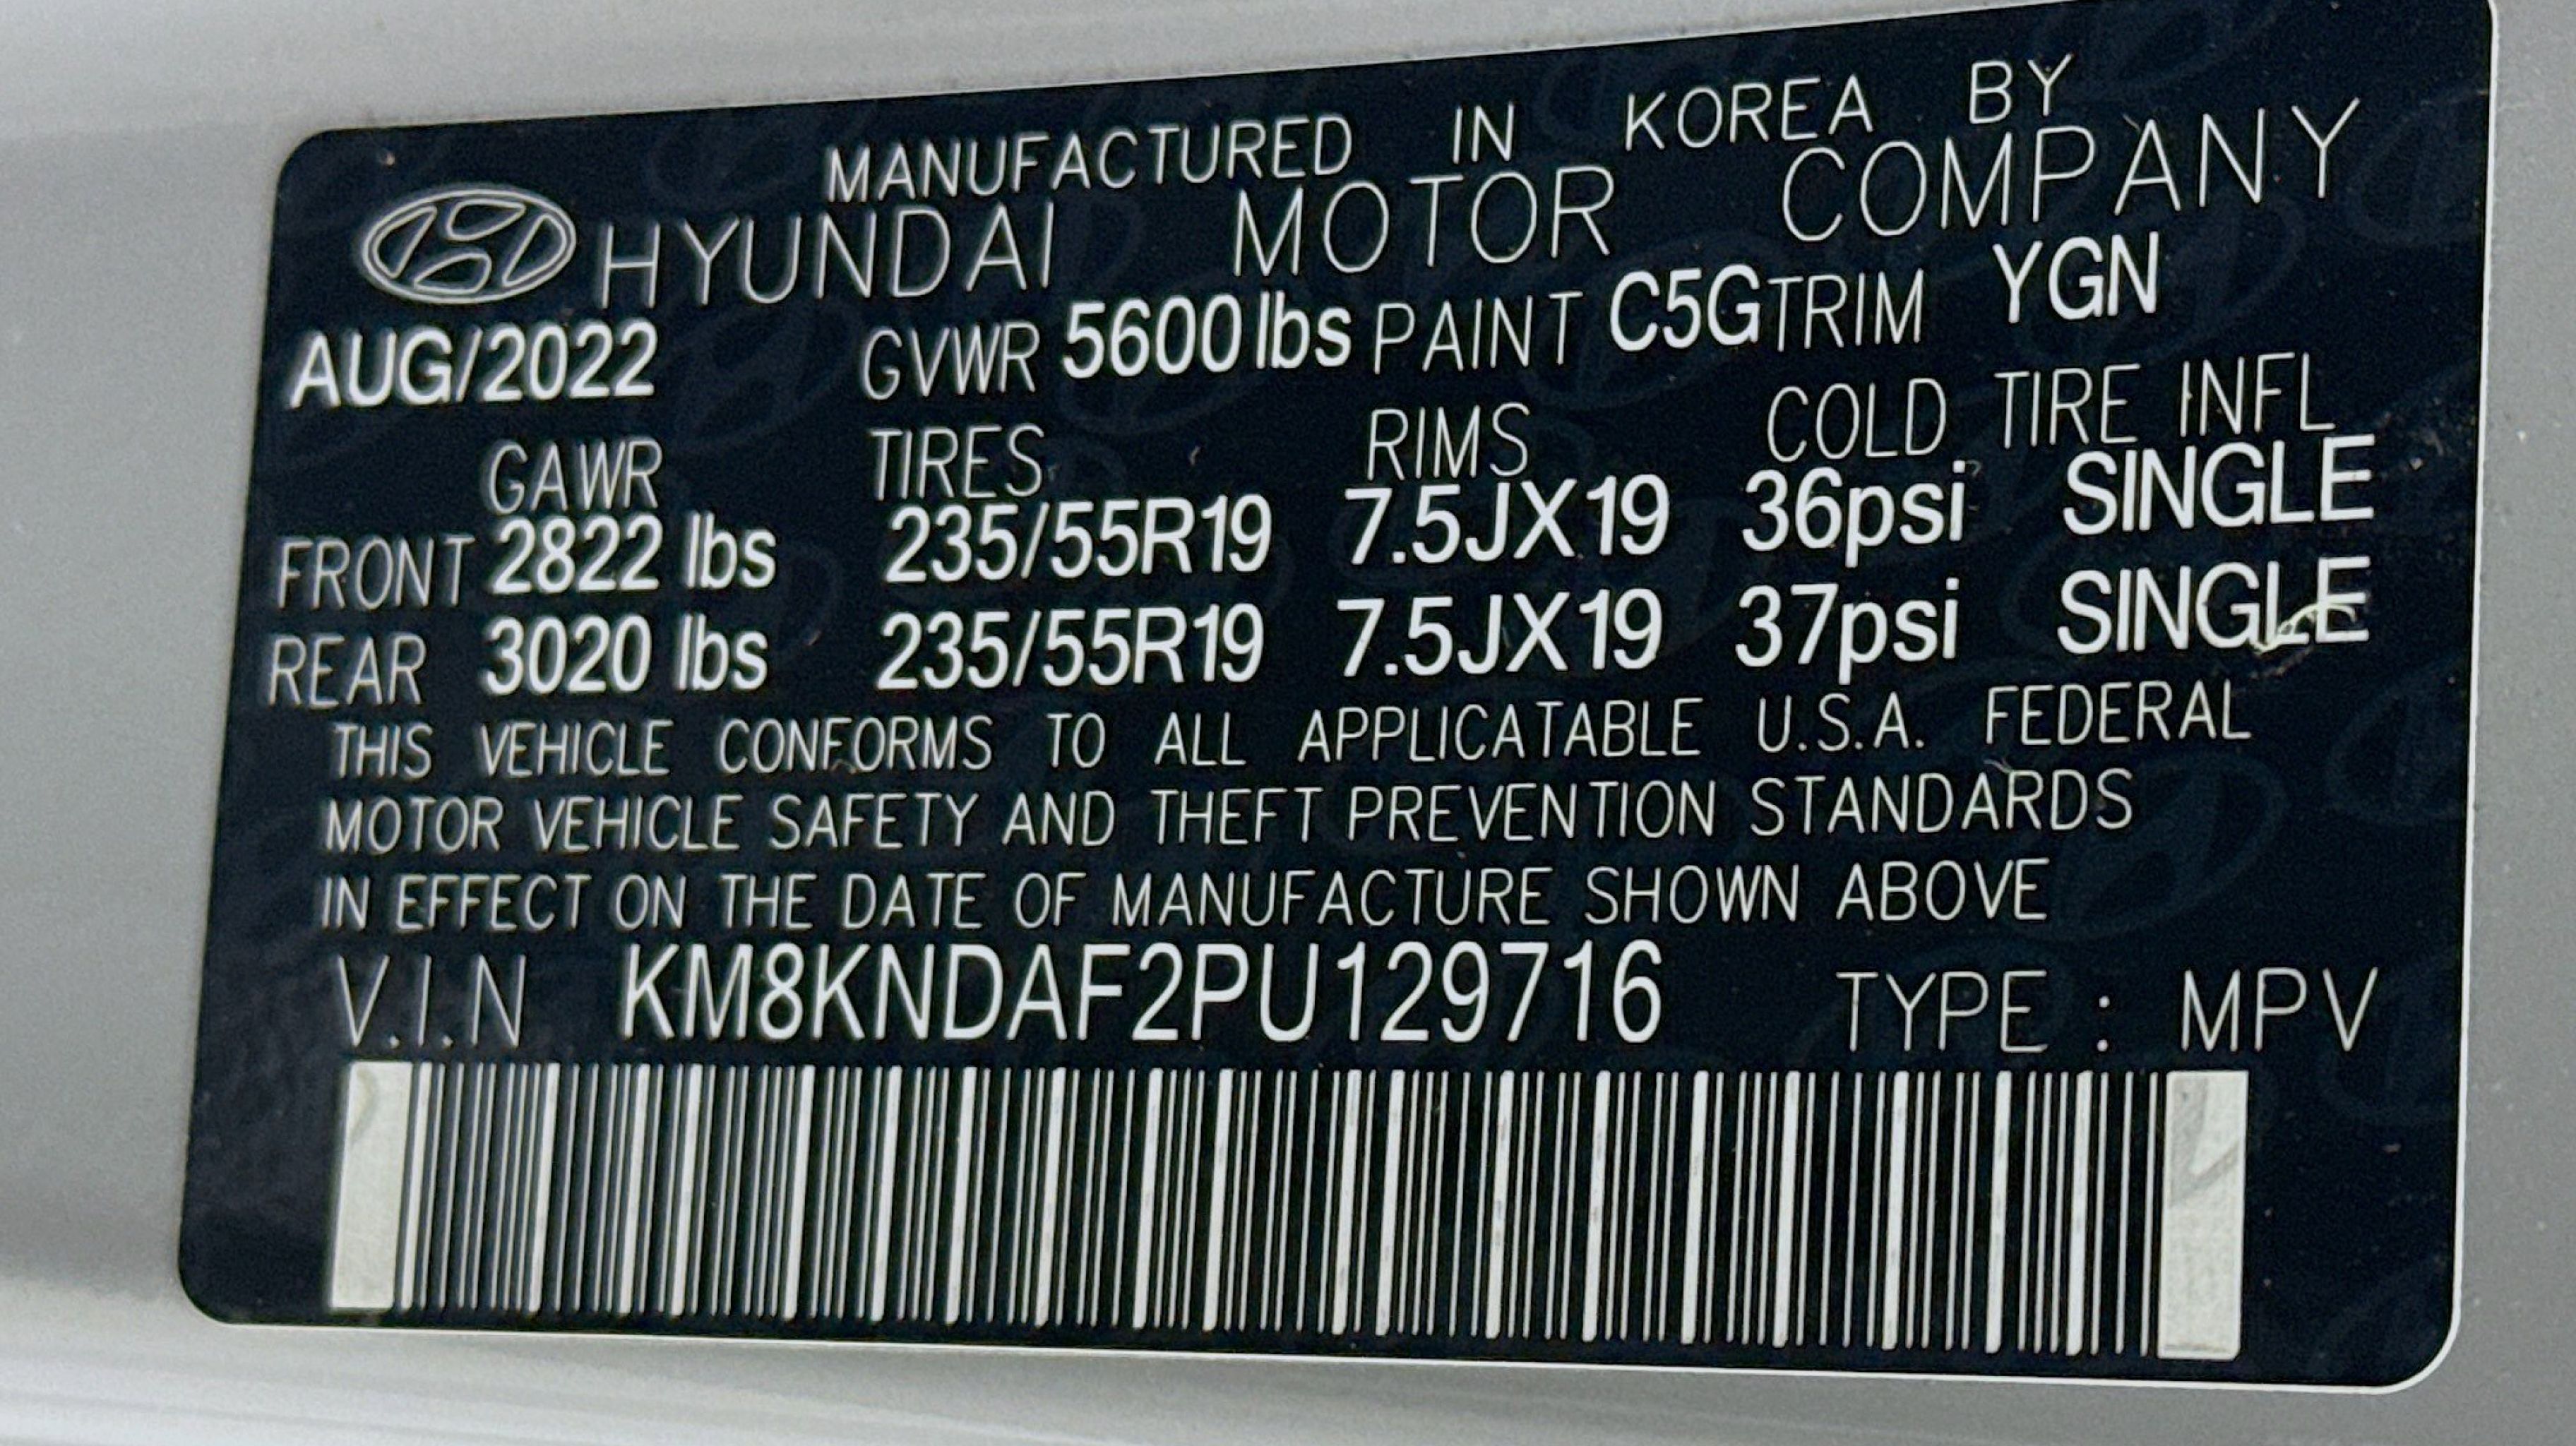 MANUFACTURED IN KOREA BY
HYUNDAI MOTOR COMPANY
AUG/2022 GVWR 5600 lbs PAINT C5G TRIM YGN
GAWR TIRES RIMS COLD TIRE INFL
FRONT 2822 lbs 235/55R19 7.5JX19 36psi SINGLE
REAR 3020 lbs 235/55R19 7.5JX19 37psi SINGLE
THIS VEHICLE CONFORMS TO ALL APPLICATABLE U.S.A. FEDERAL
MOTOR VEHICLE SAFETY AND THEFT PREVENTION STANDARDS
IN EFFECT ON THE DATE OF MANUFACTURE SHOWN ABOVE
V.I.N KM8KNDAF2PU129716 TYPE : MPV